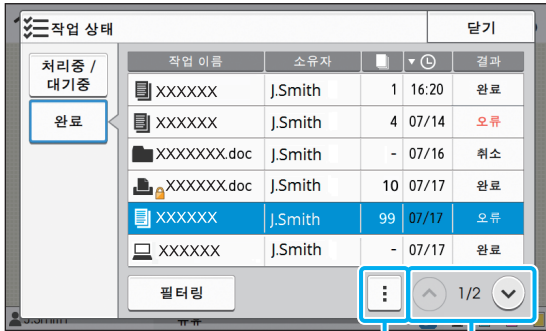 작업 상태 닫기
처리중 /
대기중
완료
작업 이름 소유자 결과
XXXXXX J.Smith 1 16:20 완료
XXXXXX J.Smith 4 07/14 오류
XXXXXXX.doc J.Smith - 07/16 취소
XXXXXXX.doc J.Smith 10 07/17 완료
XXXXXX J.Smith 99 07/17 오류
XXXXXX J.Smith - 07/17 완료
필터링 1/2